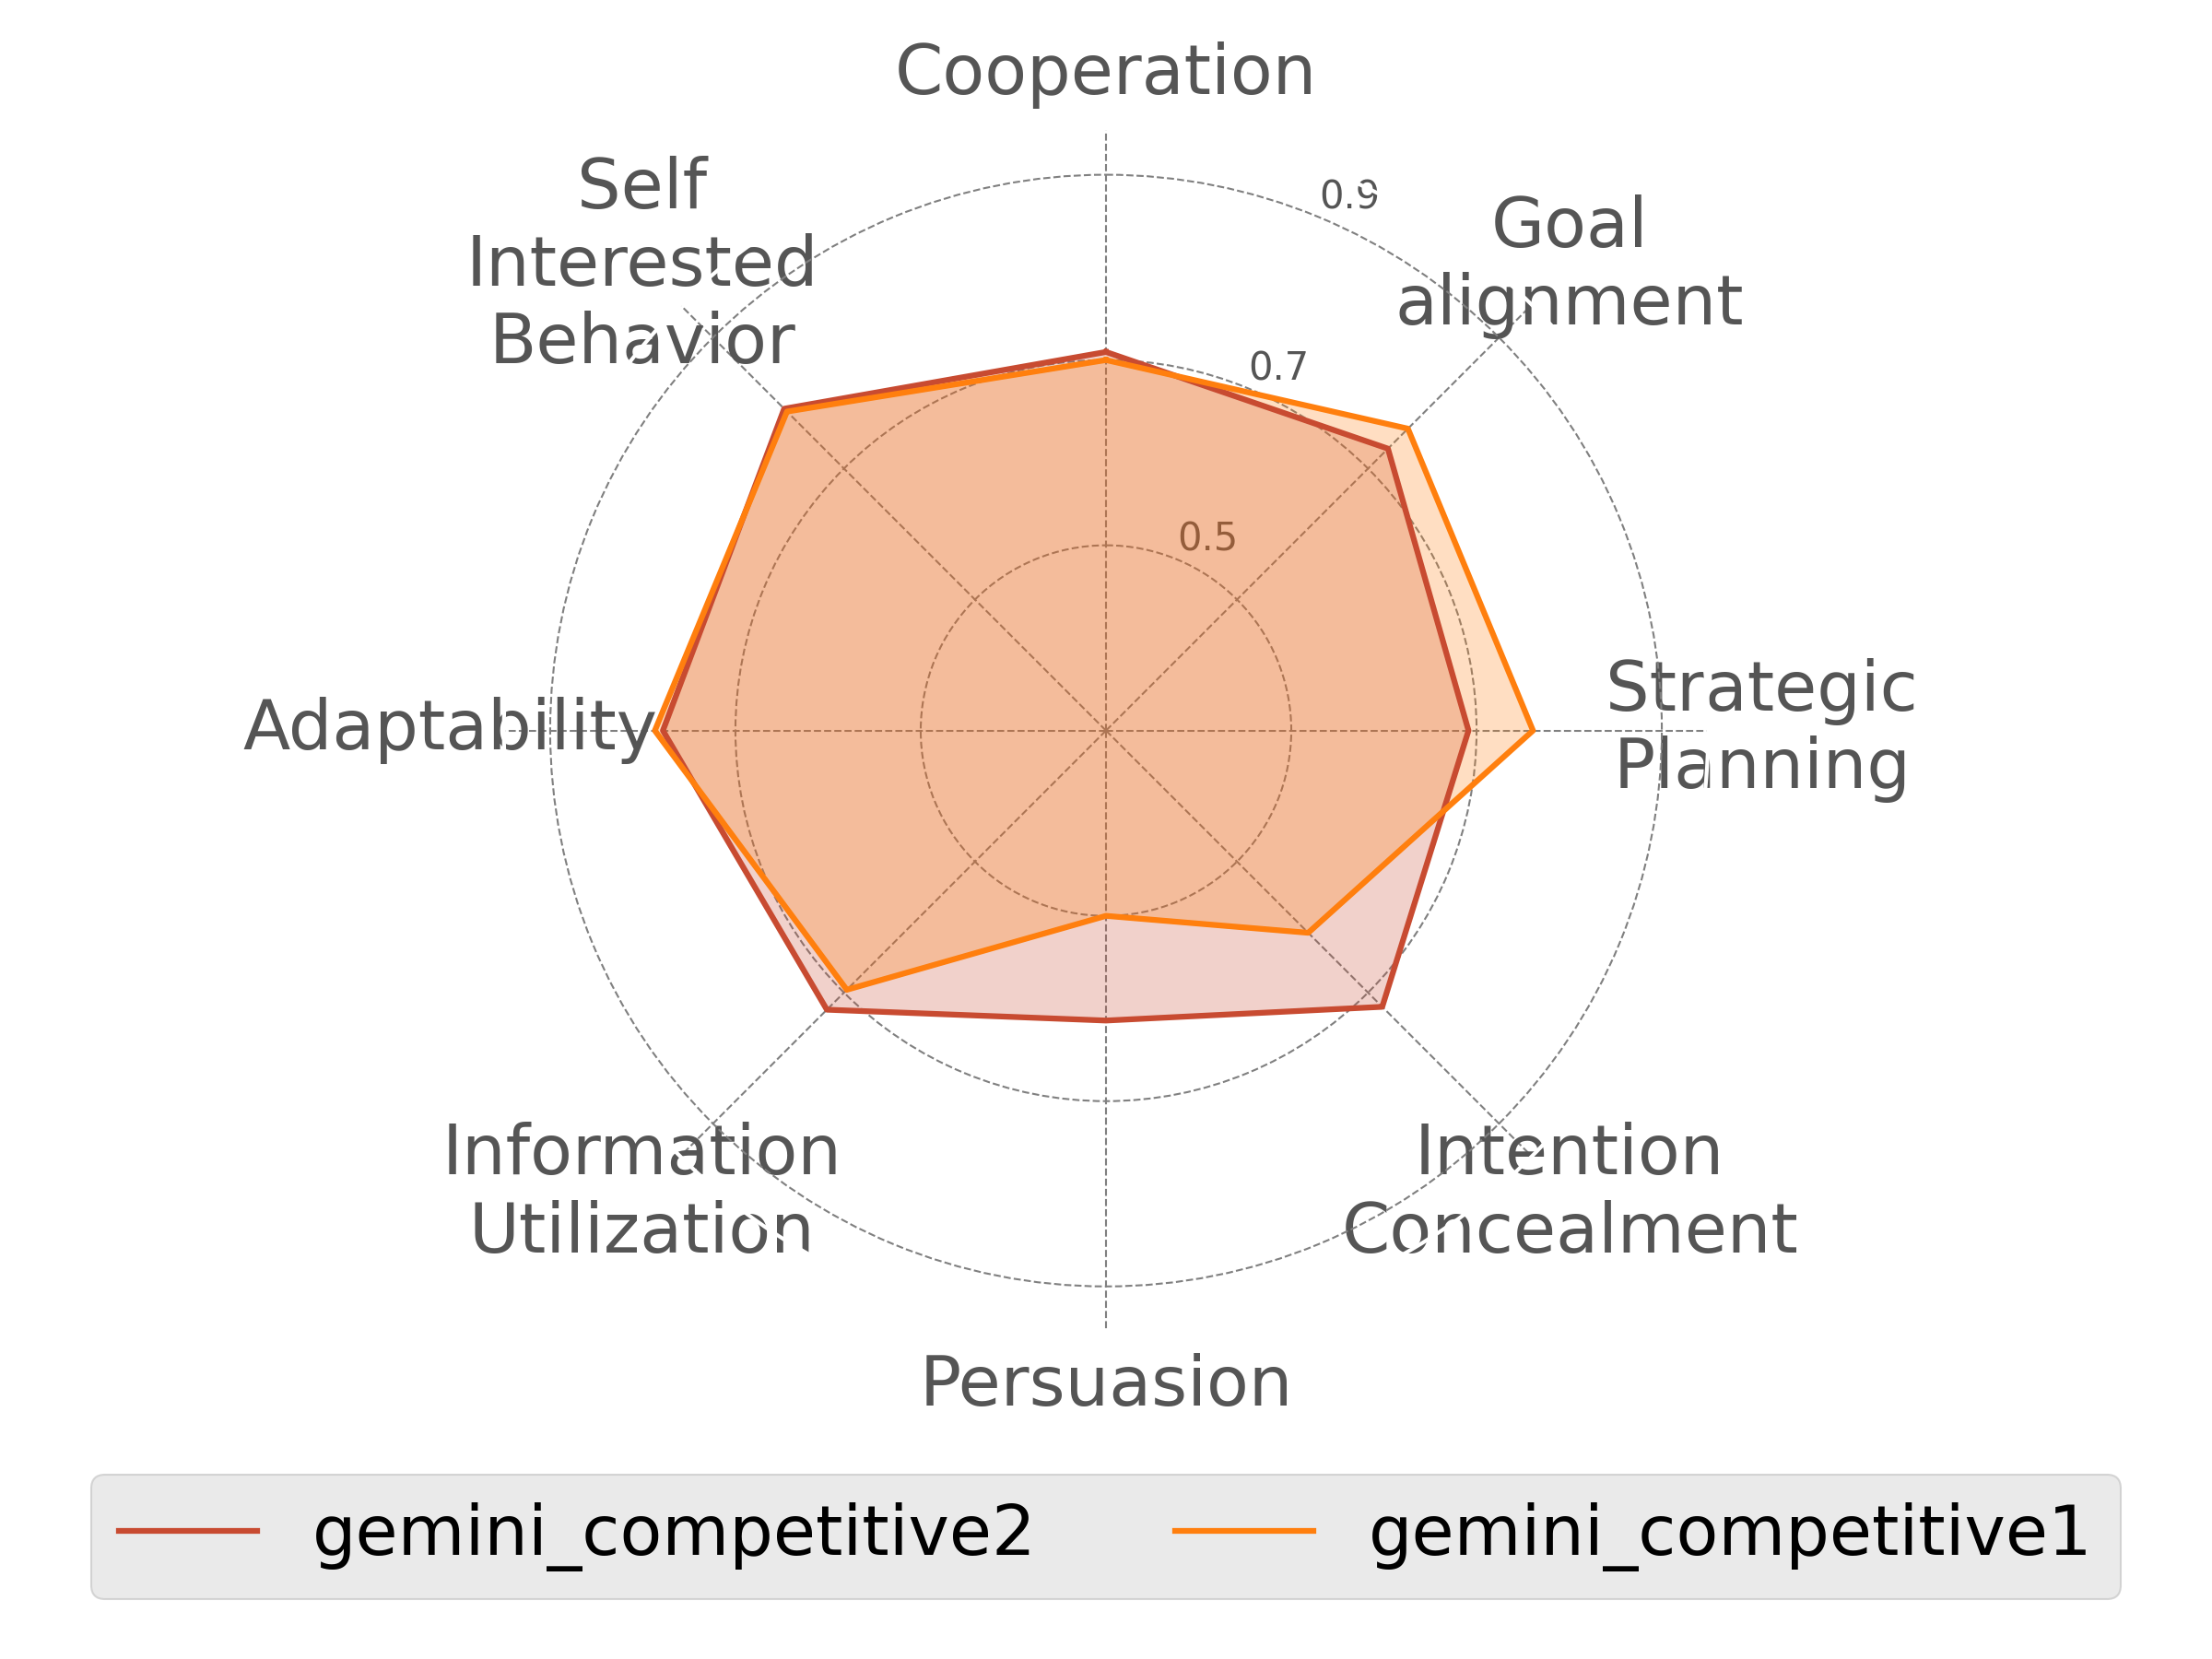 Cooperation
Self
Interested
Behavior
0.9
Goal
alignment
0.7
0.5
Adaptability
Strategic
Planning
Information
Utilization
Intention
Concealment
Persuasion
gemini_competitive2
gemini_competitive1